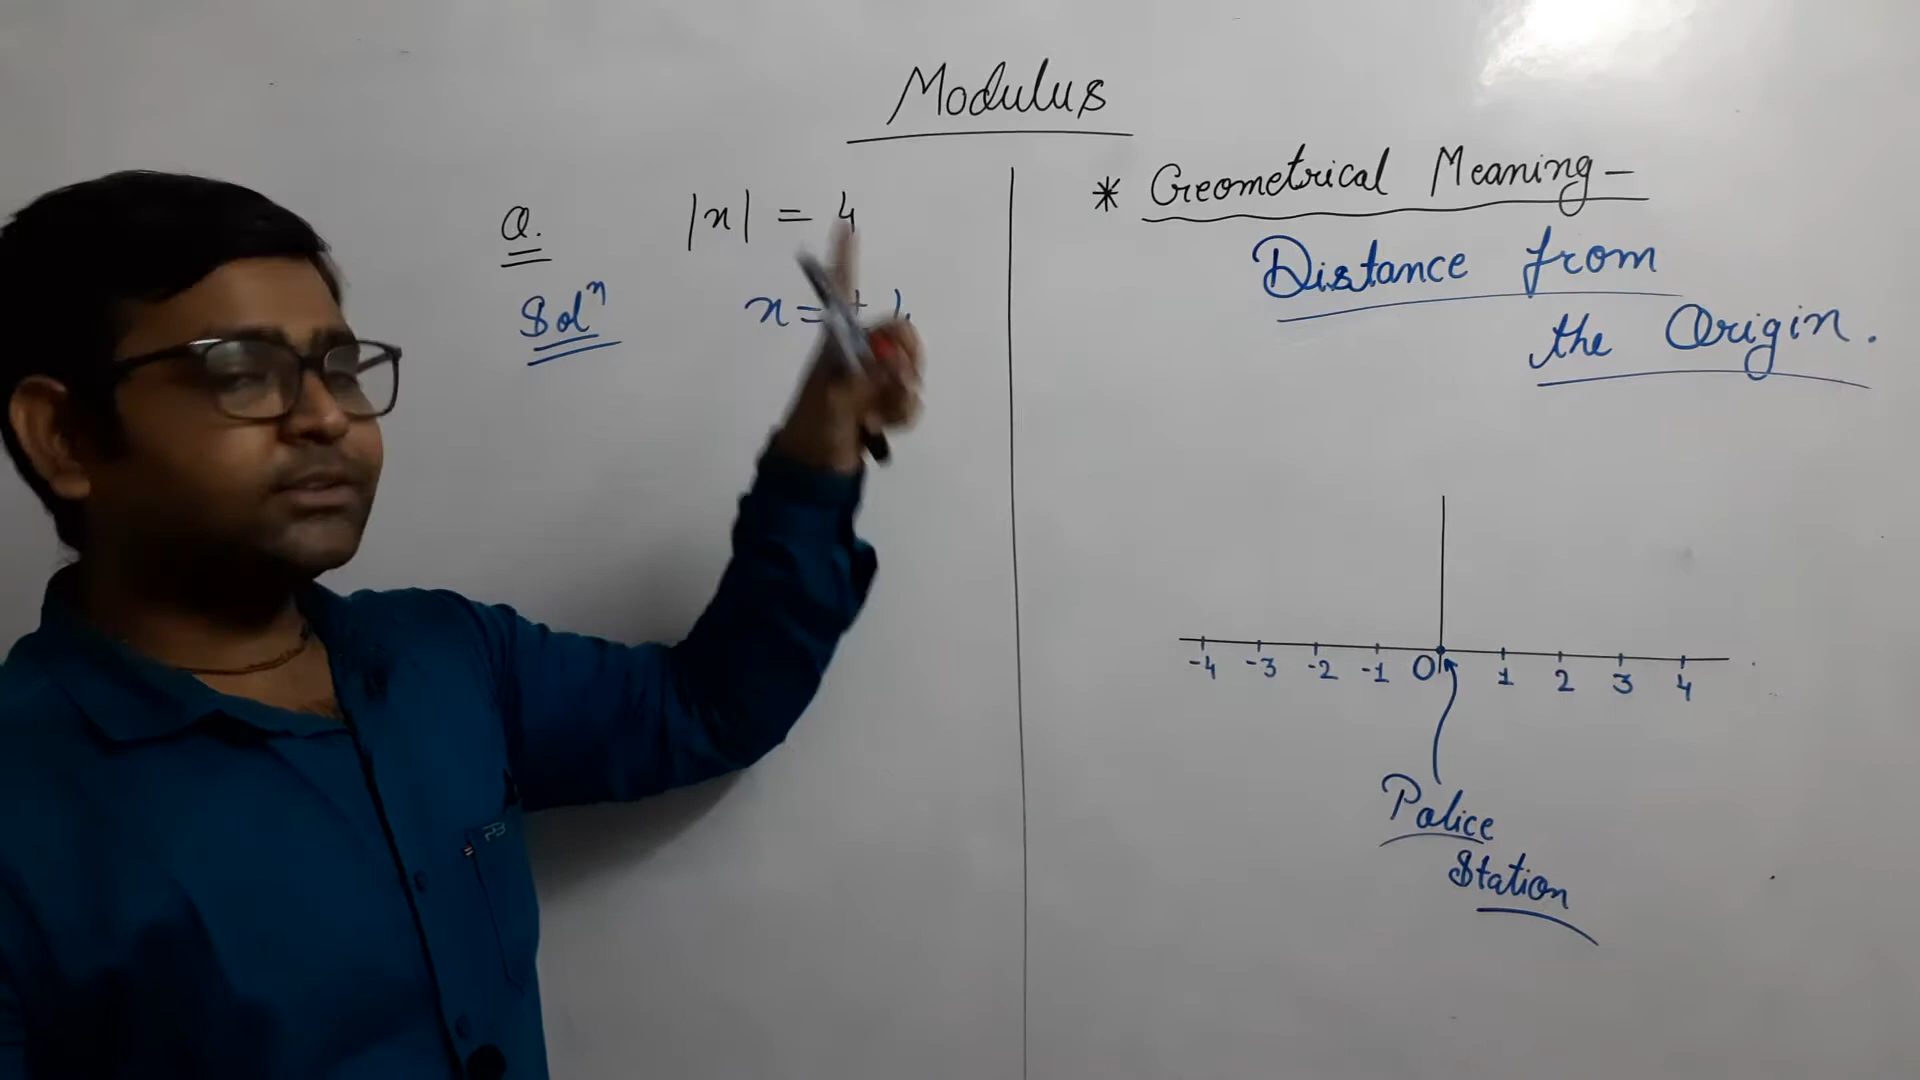 Modulus
Q. |x| = 4
Solⁿ x = ± 4
* Geometrical Meaning –
Distance from
the Origin.
-4 -3 -2 -1 0 1 2 3 4
Police
Station